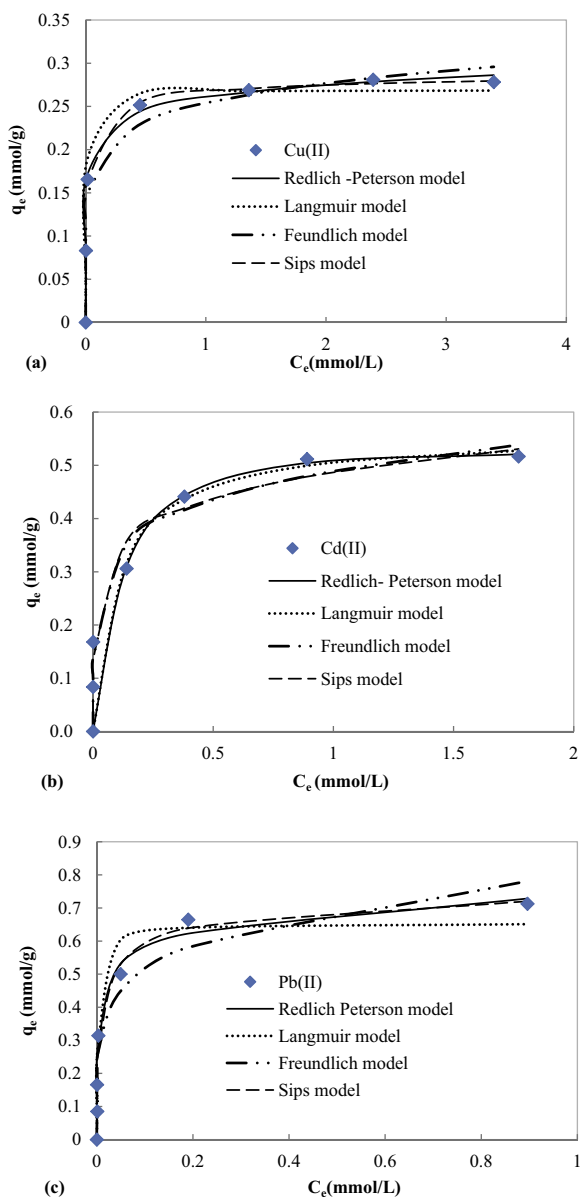 0.35
0.3
0.25
0.2
0.15
0.1
0.05
0
qe (mmol/g)
Cu(II)
Redlich -Peterson model
Langmuir model
Feundlich model
Sips model
0 1 2 3 4
(a) Ce(mmol/L)
0.6
0.5
0.4
0.3
0.2
0.1
0.0
qe (mmol/g)
Cd(II)
Redlich- Peterson model
Langmuir model
Freundlich model
Sips model
0 0.5 1 1.5 2
(b) Ce (mmol/L)
0.9
0.8
0.7
0.6
0.5
0.4
0.3
0.2
0.1
0
qe (mmol/g)
Pb(II)
Redlich Peterson model
Langmuir model
Freundlich model
Sips model
0 0.2 0.4 0.6 0.8 1
(c) Ce(mmol/L)